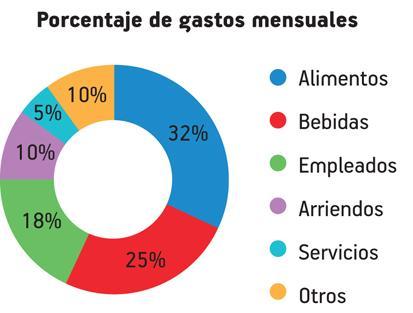 Porcentaje de gastos mensuales
32%
25%
18%
10%
5%
10%
Alimentos
Bebidas
Empleados
Arriendos
Servicios
Otros